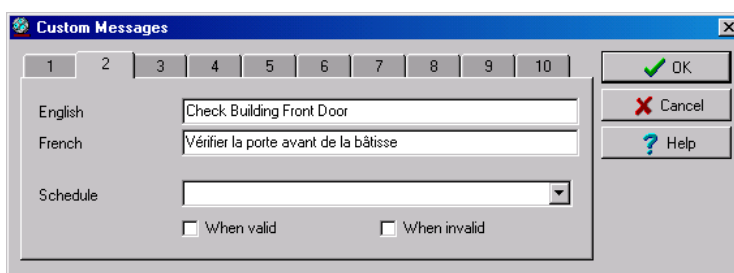 Custom Messages
1 2 3 4 5 6 7 8 9 10
OK
English Check Building Front Door
Cancel
French Vérifier la porte avant de la bâtisse
Help
Schedule
When valid When invalid